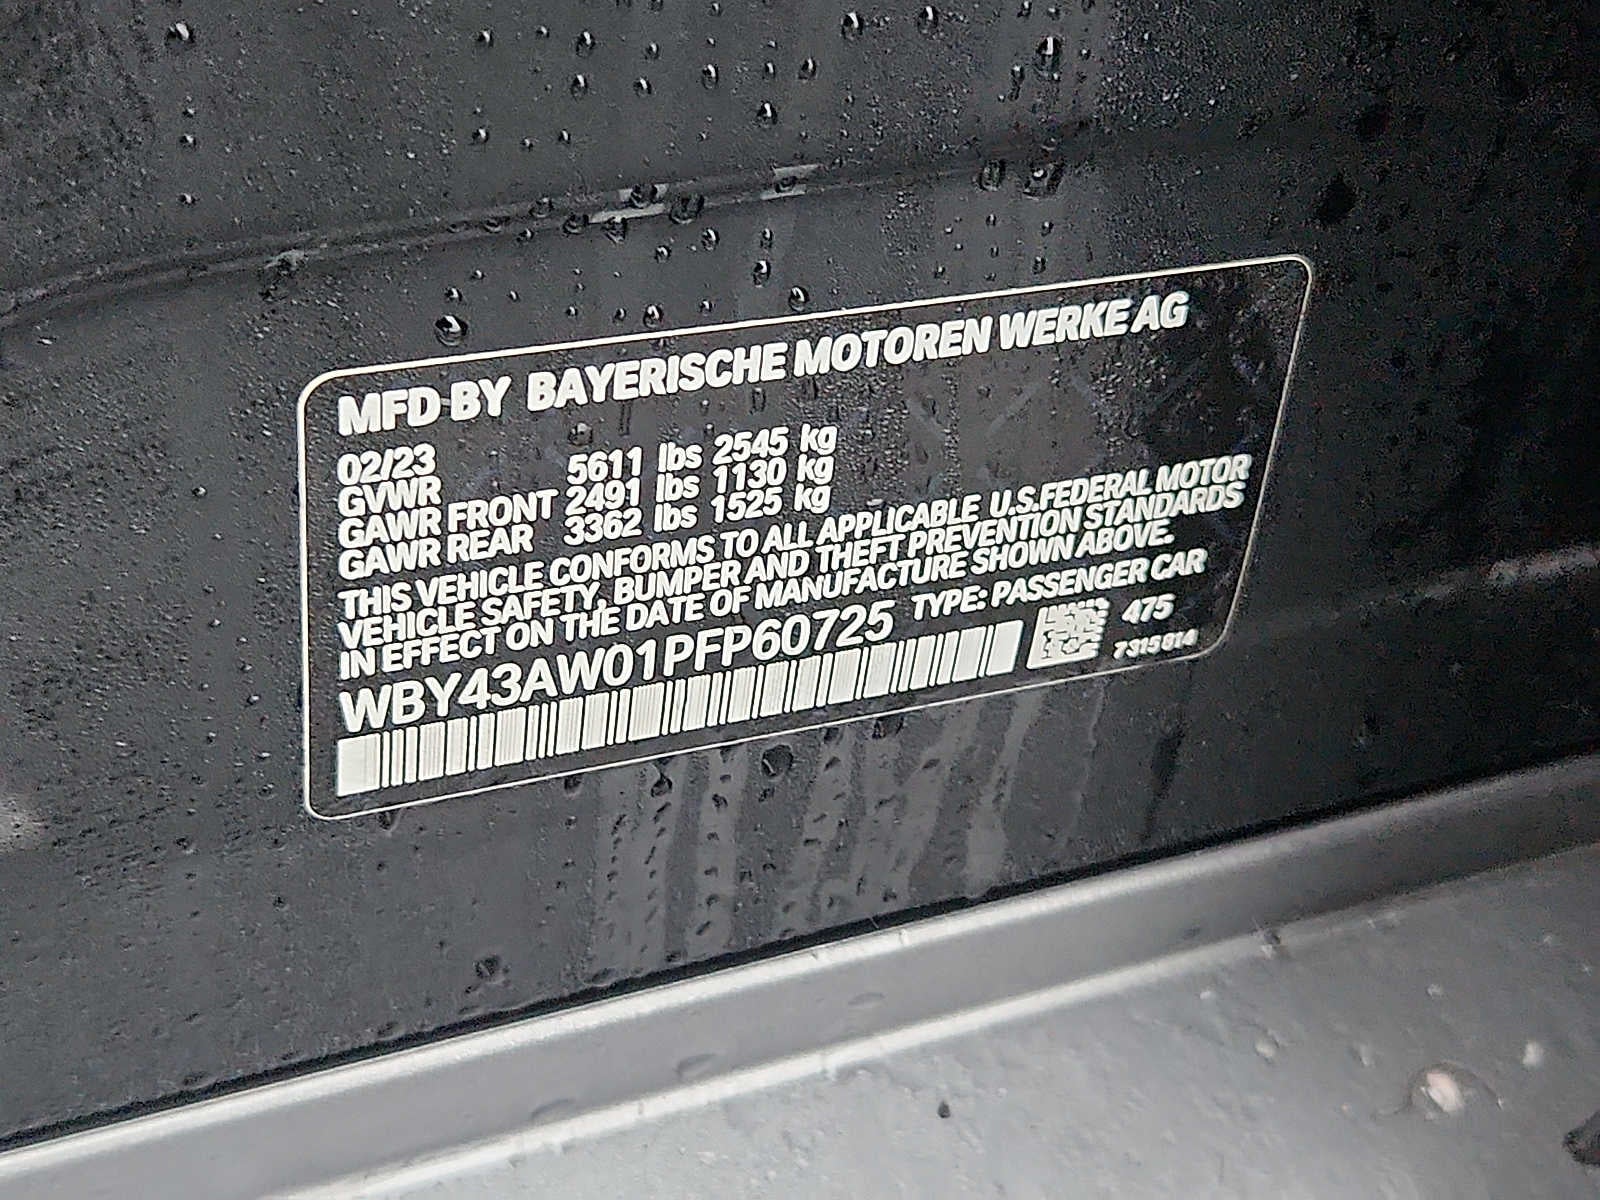 MFD BY BAYERISCHE MOTOREN WERKE AG
02/23
GVWR 5611 lbs 2545 kg
GAWR FRONT 2491 lbs 1130 kg
GAWR REAR 3362 lbs 1525 kg
THIS VEHICLE CONFORMS TO ALL APPLICABLE U.S.FEDERAL MOTOR
VEHICLE SAFETY, BUMPER AND THEFT PREVENTION STANDARDS
IN EFFECT ON THE DATE OF MANUFACTURE SHOWN ABOVE.
WBY43AW01PFP60725 TYPE: PASSENGER CAR
475
7315014